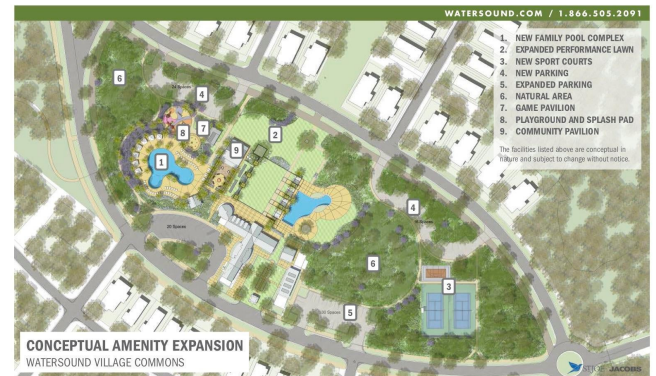 WATERSOUND.COM / 1.866.505.2091
1. NEW FAMILY POOL COMPLEX
2. EXPANDED PERFORMANCE LAWN
3. NEW SPORT COURTS
4. NEW PARKING
5. EXPANDED PARKING
6. NATURAL AREA
7. GAME PAVILION
8. PLAYGROUND AND SPLASH PAD
9. COMMUNITY PAVILION
The facilities listed above are conceptual in
nature and subject to change without notice.
6
4
8
7
2
9
1
4
6
3
5
Spaces
Spaces
CONCEPTUAL AMENITY EXPANSION
WATERSOUND VILLAGE COMMONS
JACOBS